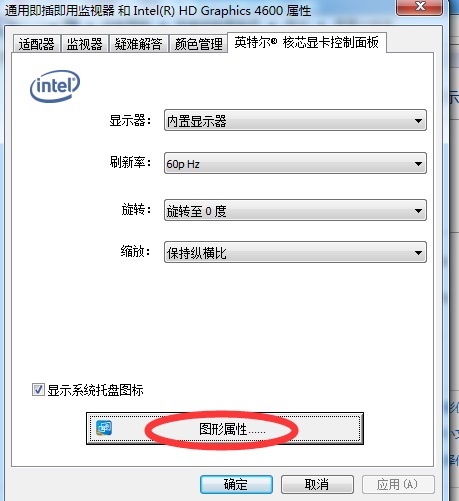 通用即插即用监视器 和 Intel(R) HD Graphics 4600 属性
适配器 监视器 疑难解答 颜色管理 英特尔® 核芯显卡控制面板
intel
显示器: 内置显示器
刷新率: 60p Hz
旋转: 旋转至 0 度
缩放: 保持纵横比
显示系统托盘图标
图形属性......
确定 取消 应用(A)